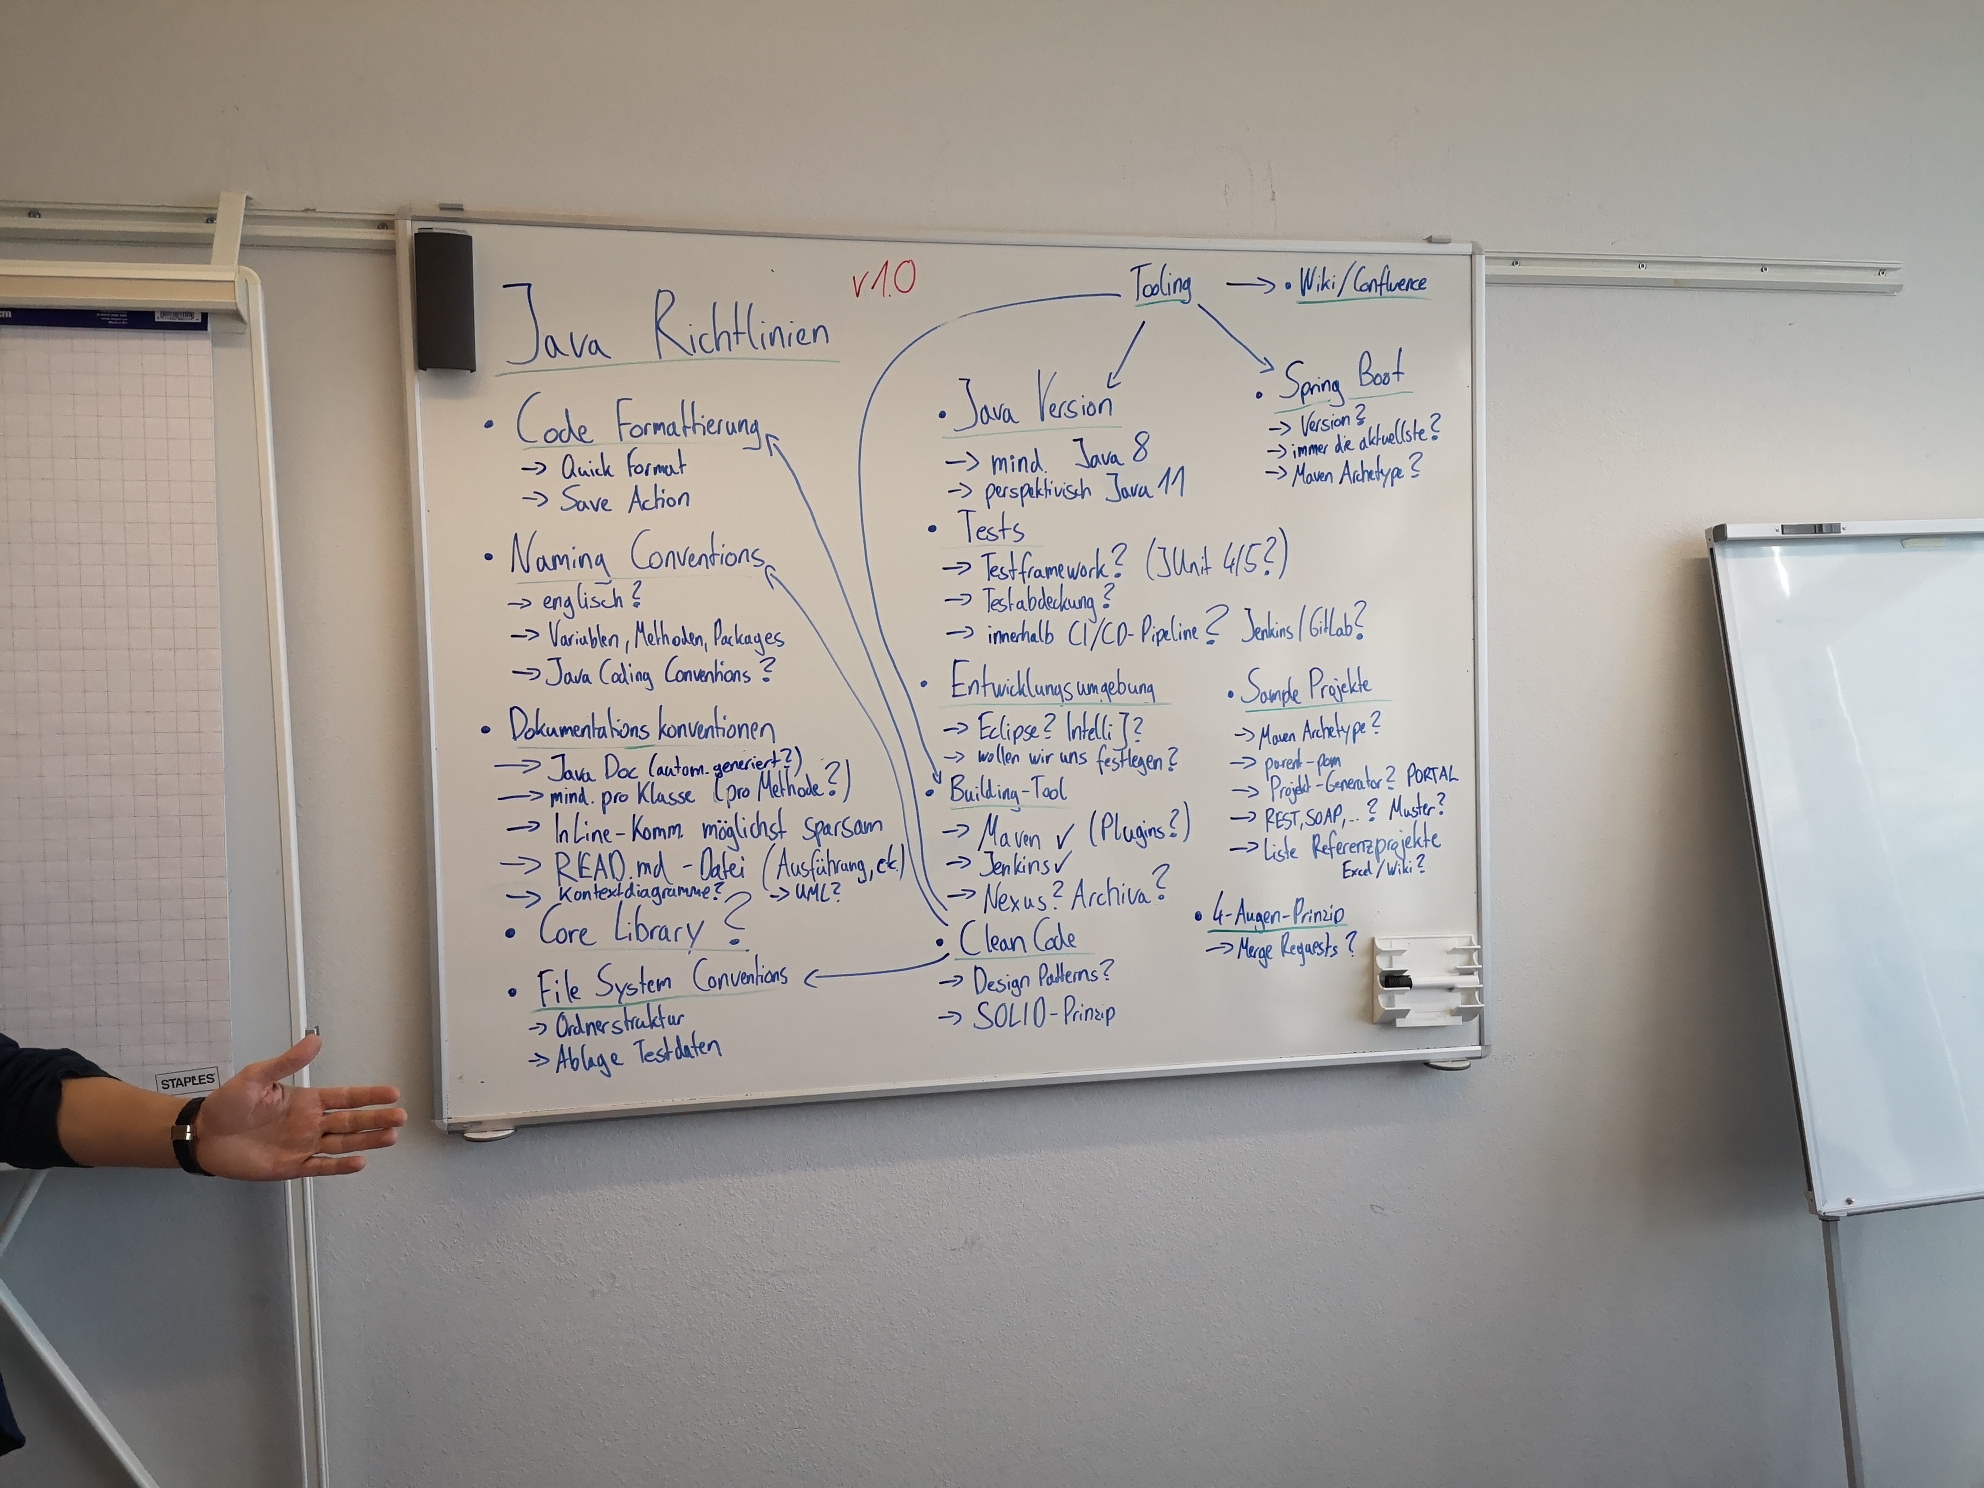 Java Richtlinien
v1.0
• Code Formattierung
→ Quick Format
→ Save Action
• Naming Conventions
→ englisch?
→ Variablen, Methoden, Packages
→ Java Coding Conventions?
• Dokumentationskonventionen
→ Java Doc (autom. generiert?)
→ mind. pro Klasse (pro Methode?)
→ InLine-Komm. möglichst sparsam
→ READ.md - Datei (Ausführung, etc)
→ Kontextdiagramme? → UML?
• Core Library?
• File System Conventions
→ Ordnerstruktur
→ Ablage Testdaten
Tooling → • Wiki/Confluence
• Java Version
→ mind. Java 8
→ perspektivisch Java 11
• Tests
→ Testframework? (JUnit 4/5?)
→ Testabdeckung?
→ innerhalb CI/CD-Pipeline? Jenkins/GitLab?
• Entwicklungsumgebung
→ Eclipse? IntelliJ?
→ wollen wir uns festlegen?
• Building-Tool
→ Maven ✓ (Plugins?)
→ Jenkins ✓
→ Nexus? Archiva?
• Clean Code
→ Design Patterns?
→ SOLID-Prinzip
• Spring Boot
→ Version?
→ immer die aktuellste?
→ Maven Archetype?
• Sample Projekte
→ Maven Archetype?
→ parent-pom
→ Projekt-Generator? PORTAL
→ REST, SOAP, ..? Muster?
→ Liste Referenzprojekte
Excel/Wiki?
• 4-Augen-Prinzip
→ Merge Requests?
STAPLES